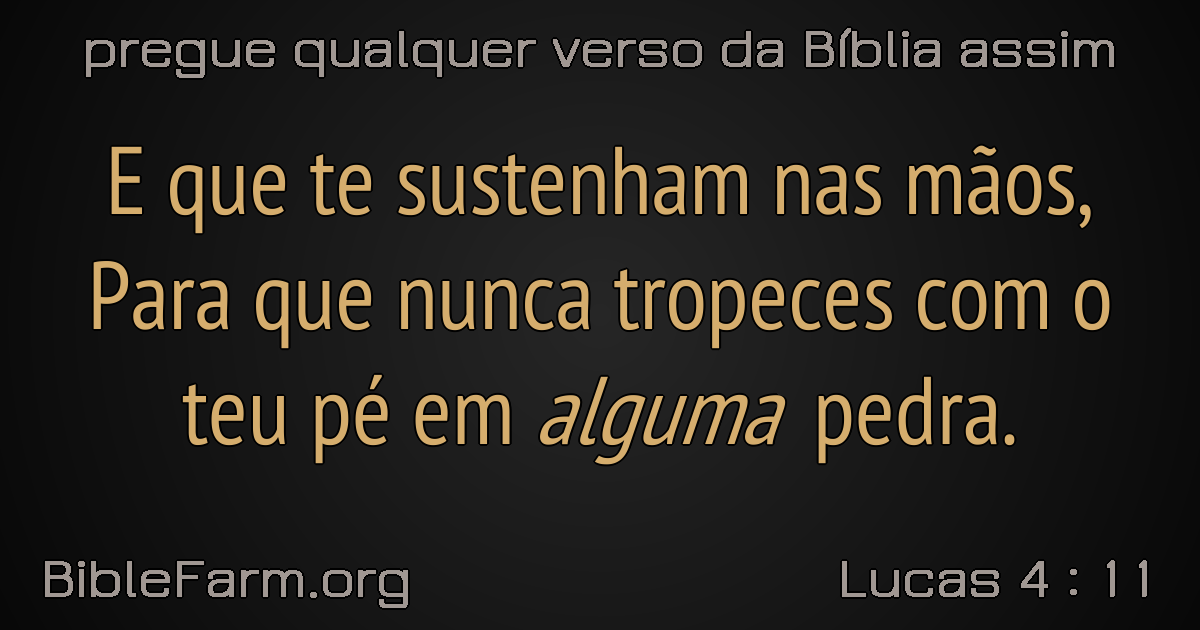 pregue qualquer verso da Bíblia assim
E que te sustenham nas mãos,
Para que nunca tropeces com o
teu pé em alguma pedra.
BibleFarm.org
Lucas 4 : 11